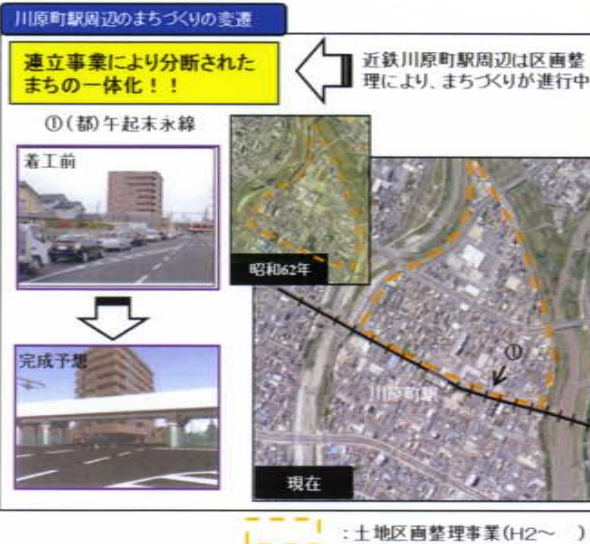 川原町駅周辺のまちづくりの変遷
連立事業により分断された
まちの一体化！！
近鉄川原町駅周辺は区画整
理により、まちづくりが進行中
①(都)午起末永線
着工前
昭和62年
完成予想
①
川原町駅
現在
：土地区画整理事業(H2～　)